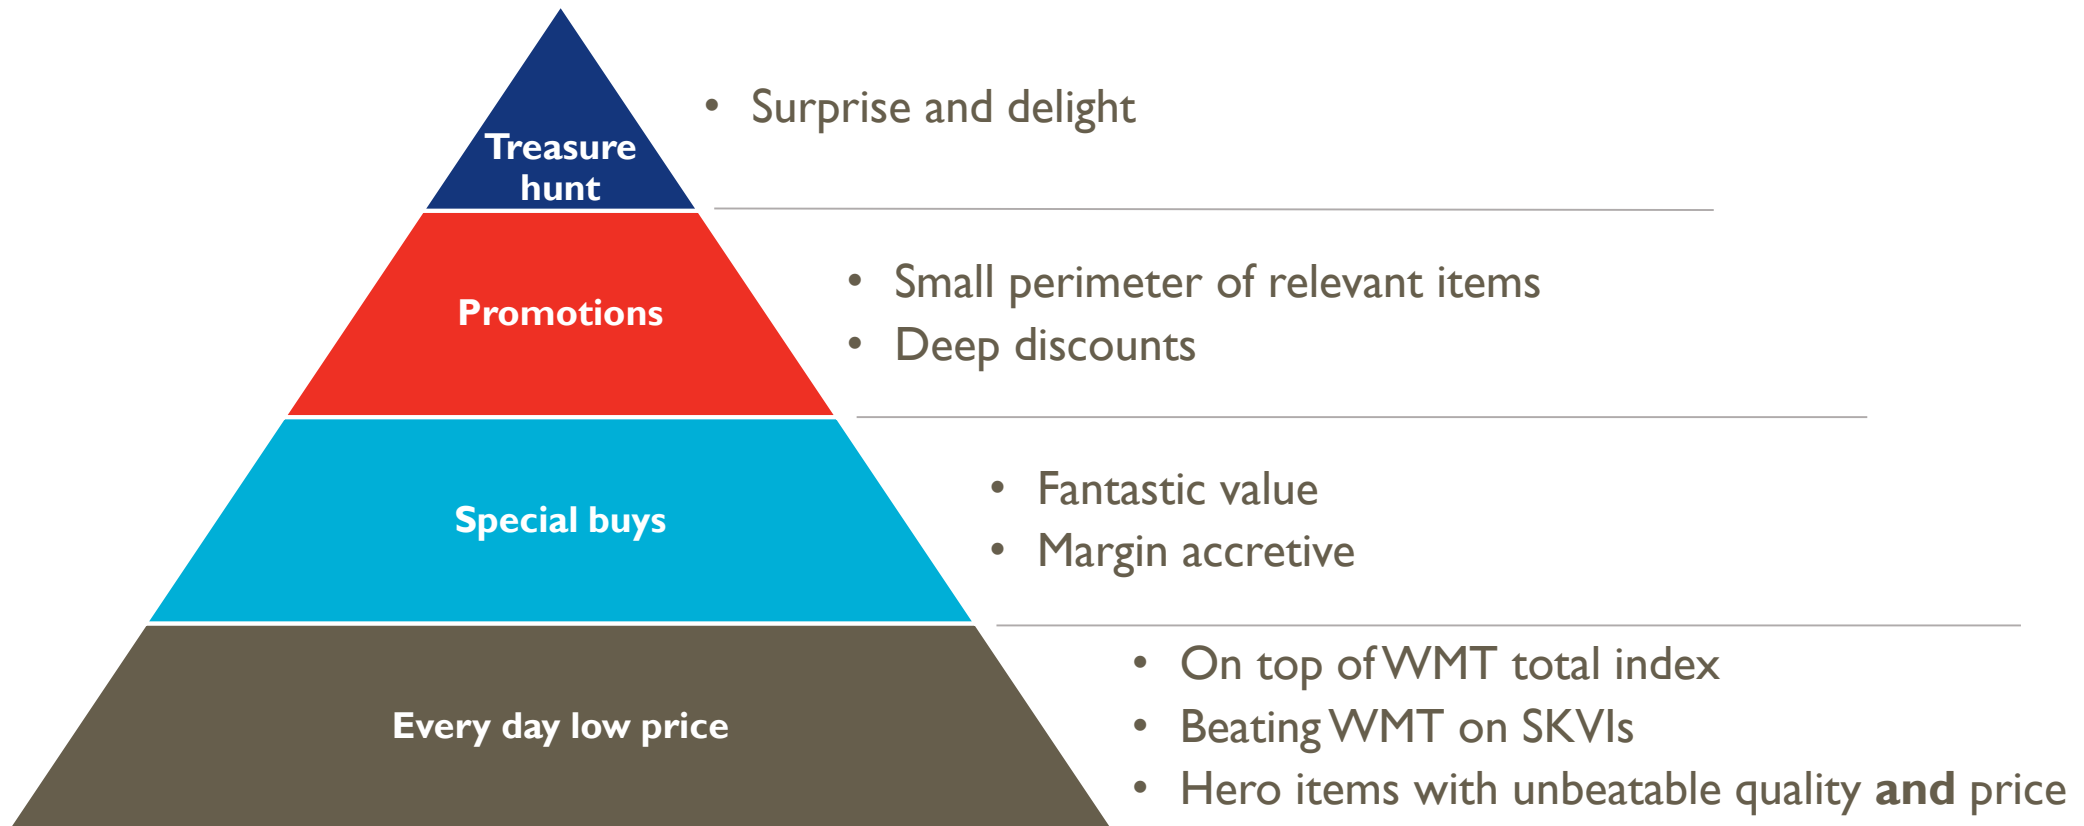 Treasure
hunt
• Surprise and delight
Promotions
• Small perimeter of relevant items
• Deep discounts
Special buys
• Fantastic value
• Margin accretive
Every day low price
• On top of WMT total index
• Beating WMT on SKVIs
• Hero items with unbeatable quality and price